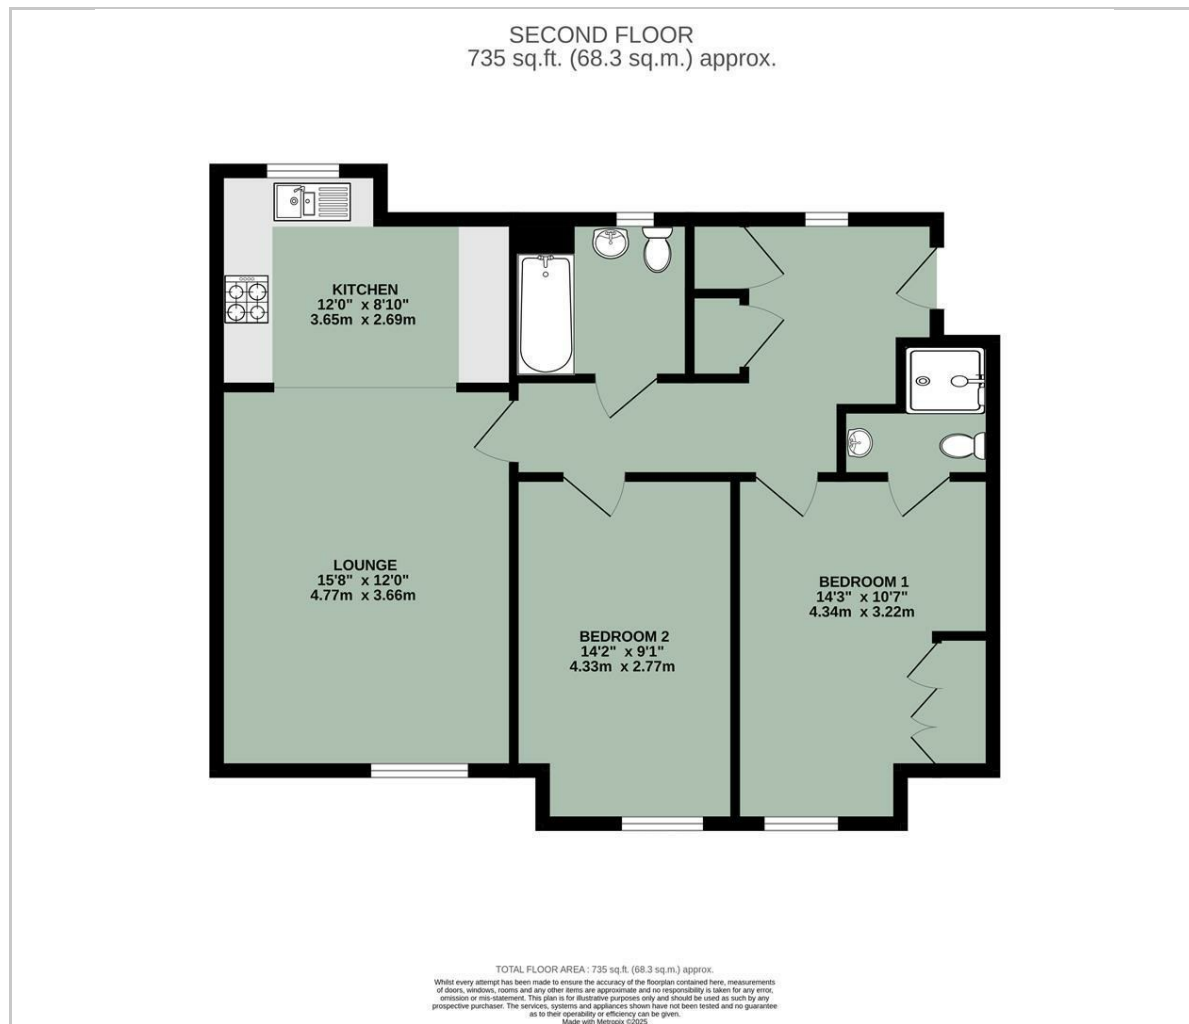 SECOND FLOOR
735 sq.ft. (68.3 sq.m.) approx.
KITCHEN
12'0" x 8'10"
3.65m x 2.69m
LOUNGE
15'8" x 12'0"
4.77m x 3.66m
BEDROOM 2
14'2" x 9'1"
4.33m x 2.77m
BEDROOM 1
14'3" x 10'7"
4.34m x 3.22m
TOTAL FLOOR AREA : 735 sq.ft. (68.3 sq.m.) approx.
Whilst every attempt has been made to ensure the accuracy of the floorplan contained here, measurements
of doors, windows, rooms and any other items are approximate and no responsibility is taken for any error,
omission or mis-statement. This plan is for illustrative purposes only and should be used as such by any
prospective purchaser. The services, systems and appliances shown have not been tested and no guarantee
as to their operability or efficiency can be given.
Made with Metropix ©2025